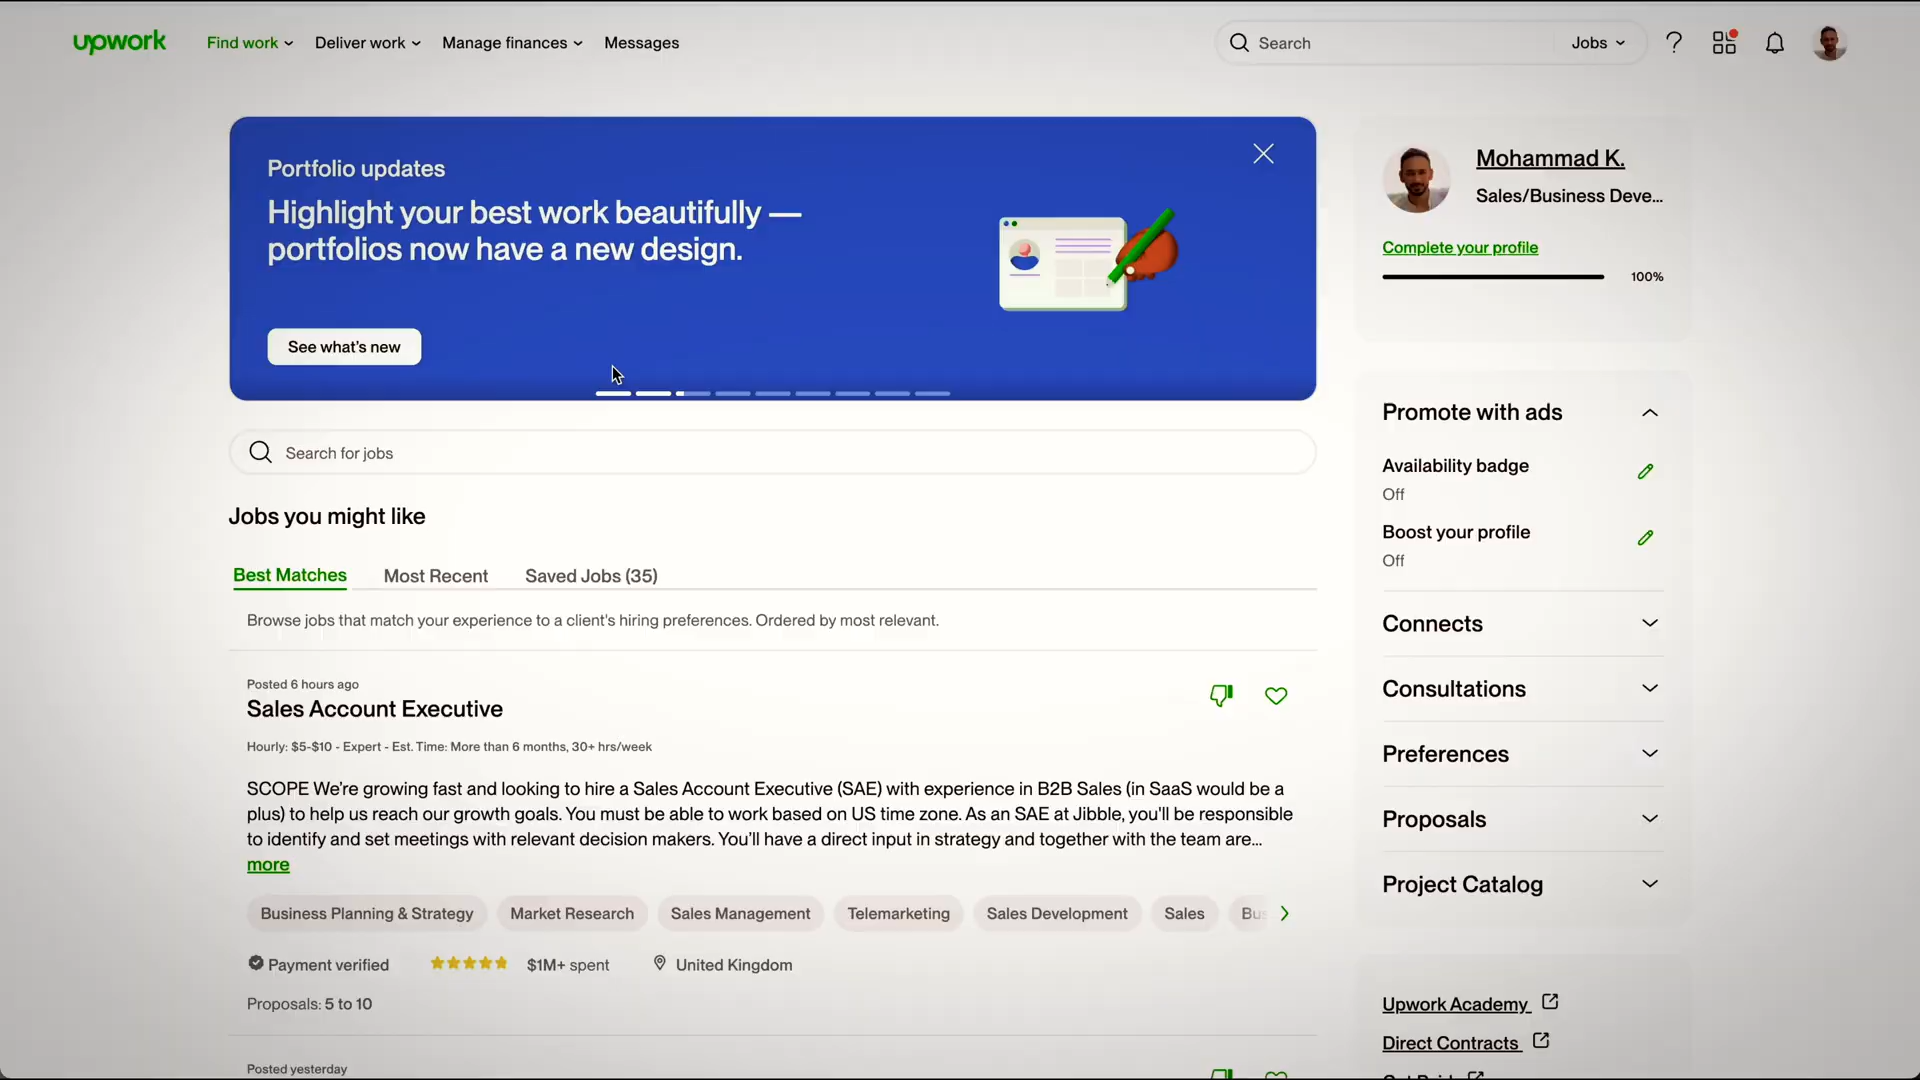 upwork
Find work
Deliver work
Manage finances
Messages
Search
Jobs
Portfolio updates
Highlight your best work beautifully —
portfolios now have a new design.
See what's new
Mohammad K.
Sales/Business Deve...
Complete your profile
100%
Promote with ads
Availability badge
Off
Boost your profile
Off
Connects
Consultations
Preferences
Proposals
Project Catalog
Upwork Academy
Direct Contracts
Search for jobs
Jobs you might like
Best Matches
Most Recent
Saved Jobs (35)
Browse jobs that match your experience to a client's hiring preferences. Ordered by most relevant.
Posted 6 hours ago
Sales Account Executive
Hourly: $5-$10 - Expert - Est. Time: More than 6 months, 30+ hrs/week
SCOPE We're growing fast and looking to hire a Sales Account Executive (SAE) with experience in B2B Sales (in SaaS would be a
plus) to help us reach our growth goals. You must be able to work based on US time zone. As an SAE at Jibble, you'll be responsible
to identify and set meetings with relevant decision makers. You'll have a direct input in strategy and together with the team are...
more
Business Planning & Strategy
Market Research
Sales Management
Telemarketing
Sales Development
Sales
Payment verified
$1M+ spent
United Kingdom
Proposals: 5 to 10
Posted yesterday